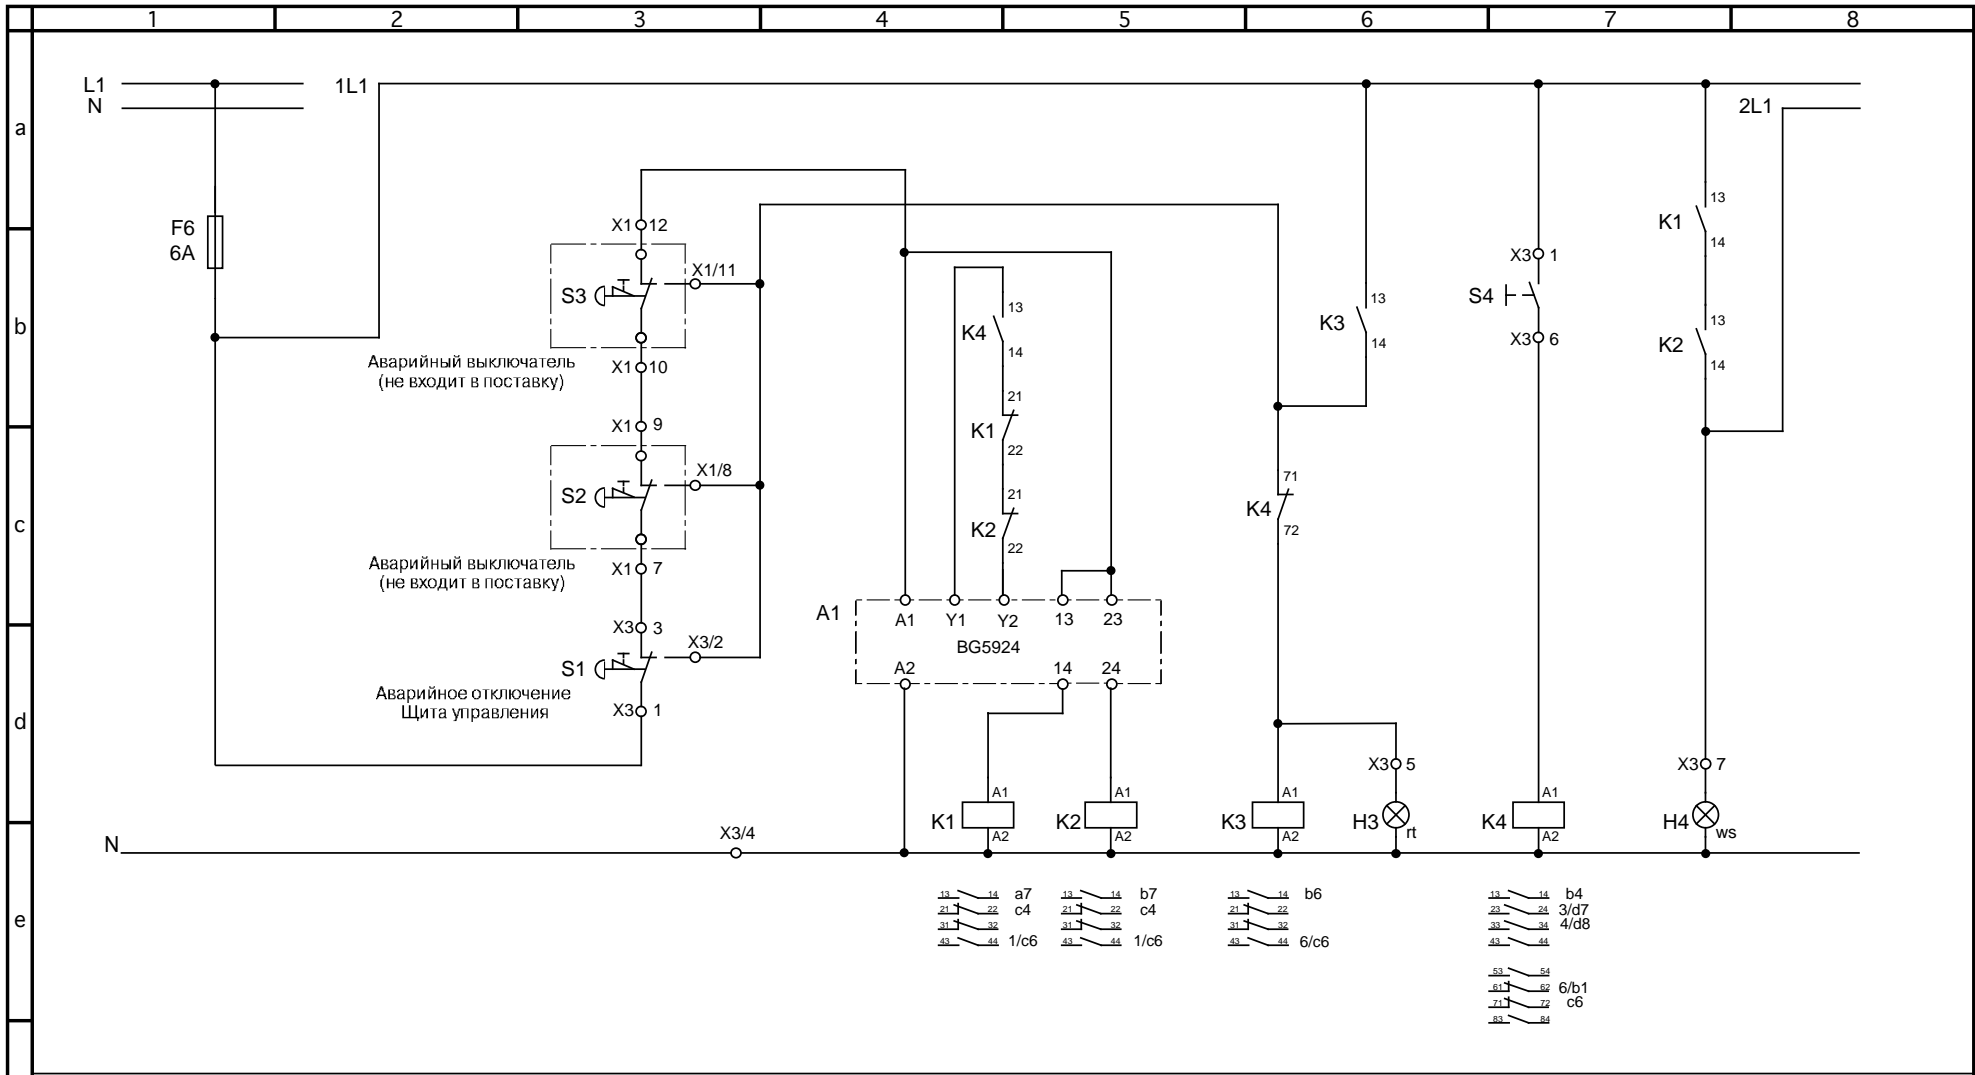 1 2 3 4 5 6 7 8
L1
N
1L1
2L1
a
b
c
d
e
F6
6A
X1 12
X1/11
S3
X1 10
Аварийный выключатель
(не входит в поставку)
X1 9
X1/8
S2
X1 7
Аварийный выключатель
(не входит в поставку)
X3 3
X3/2
S1
X3 1
Аварийное отключение
Щита управления
13
K4
14
21
K1
22
21
K2
22
A1
A1 Y1 Y2 13 23
BG5924
A2 14 24
13
K3
14
71
K4
72
X3 1
S4
X3 6
13
K1
14
13
K2
14
X3 5
X3 7
K1 A1 A2
K2 A1 A2
K3 A1 A2
H3 rt
K4 A1 A2
H4 ws
N
X3/4
13 14 a7
21 22 c4
31 32
43 44 1/c6
13 14 b7
21 22 c4
31 32
43 44 1/c6
13 14 b6
21 22
31 32
43 44 6/c6
13 14 b4
23 24 3/d7
33 34 4/d8
43 44
53 54
61 62 6/b1
71 72 c6
83 84